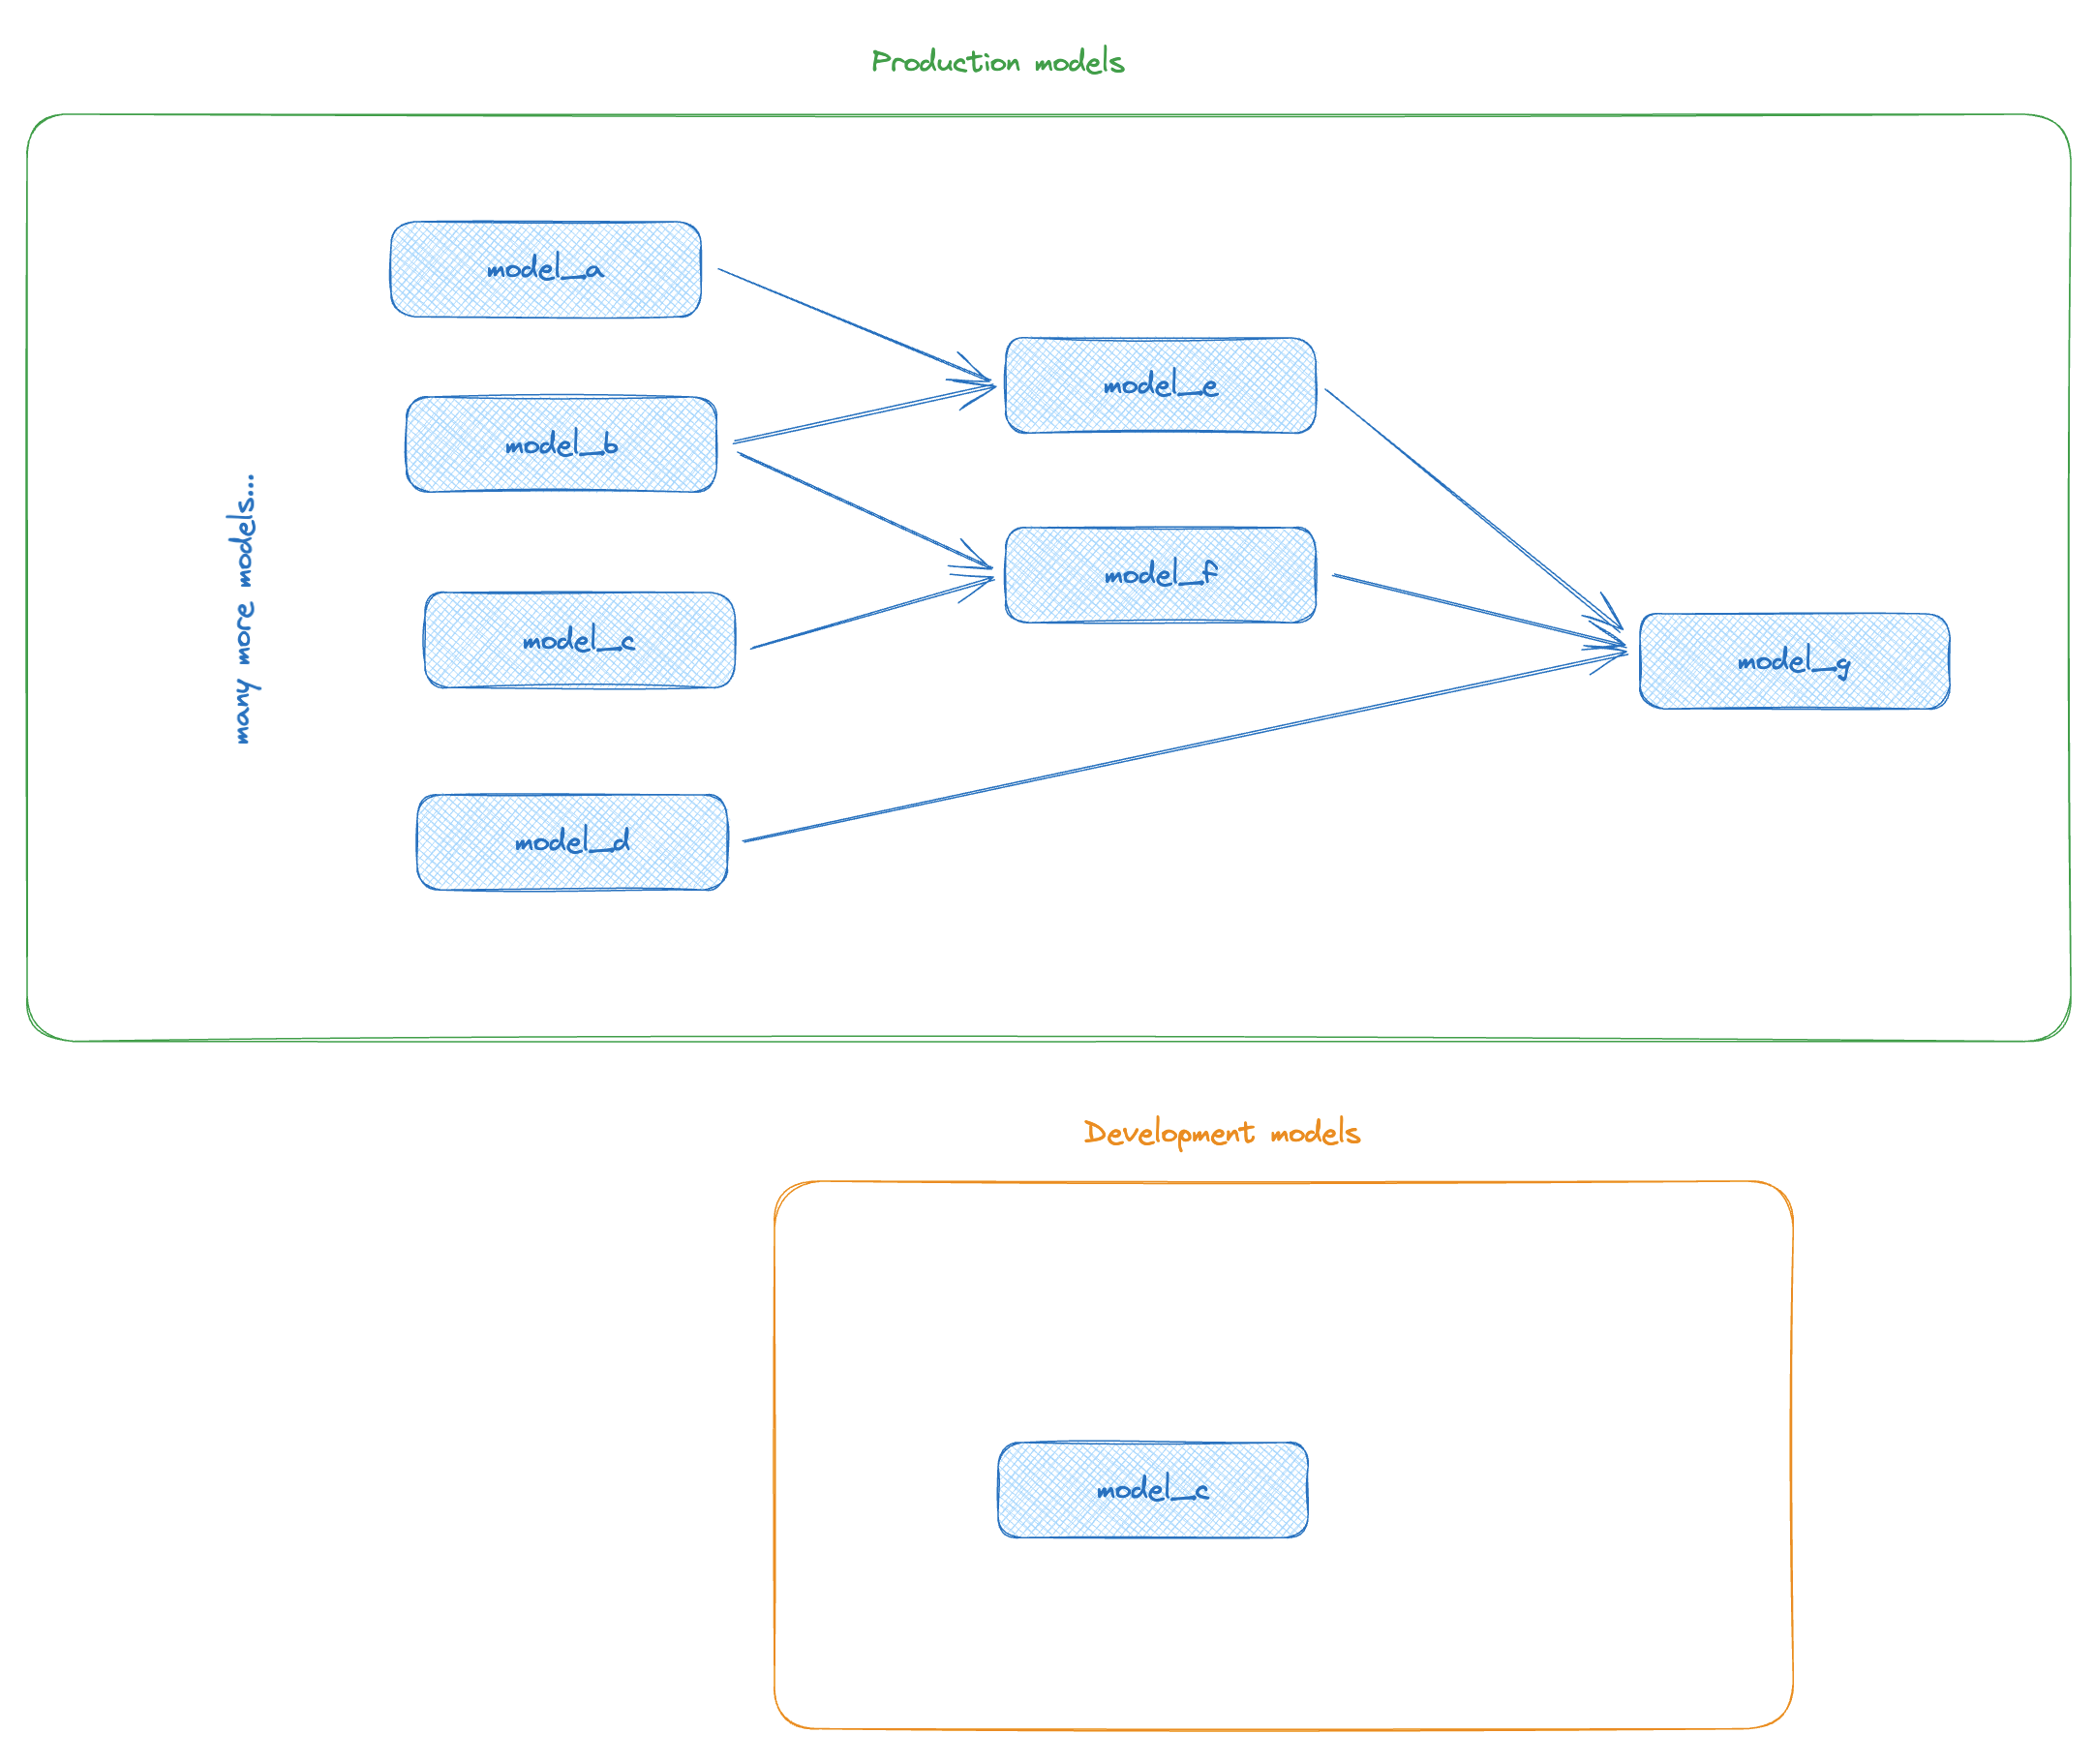 Production models
model_a
model_e
model_b
many more models...
model_f
model_c
model_g
model_d
Development models
model_c